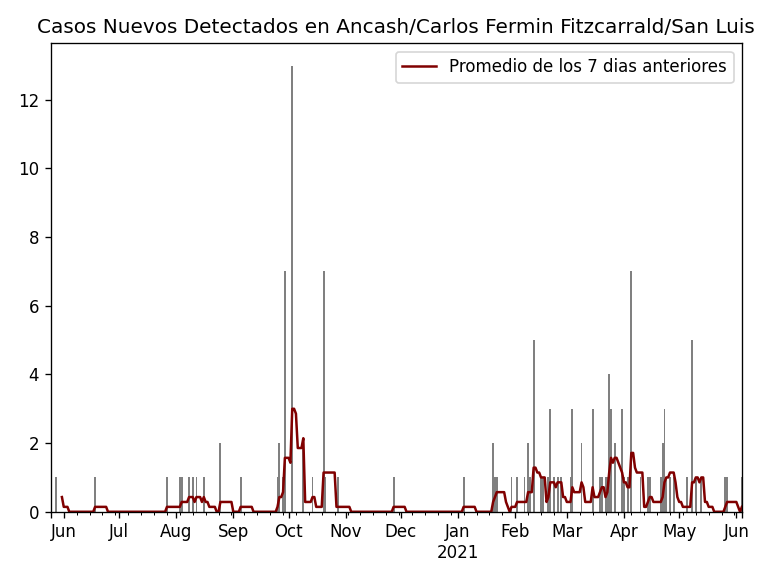 Casos Nuevos Detectados en Ancash/Carlos Fermin Fitzcarrald/San Luis
Promedio de los 7 dias anteriores
12
10
8
6
4
2
0
Jun Jul Aug Sep Oct Nov Dec Jan Feb Mar Apr May Jun
2021